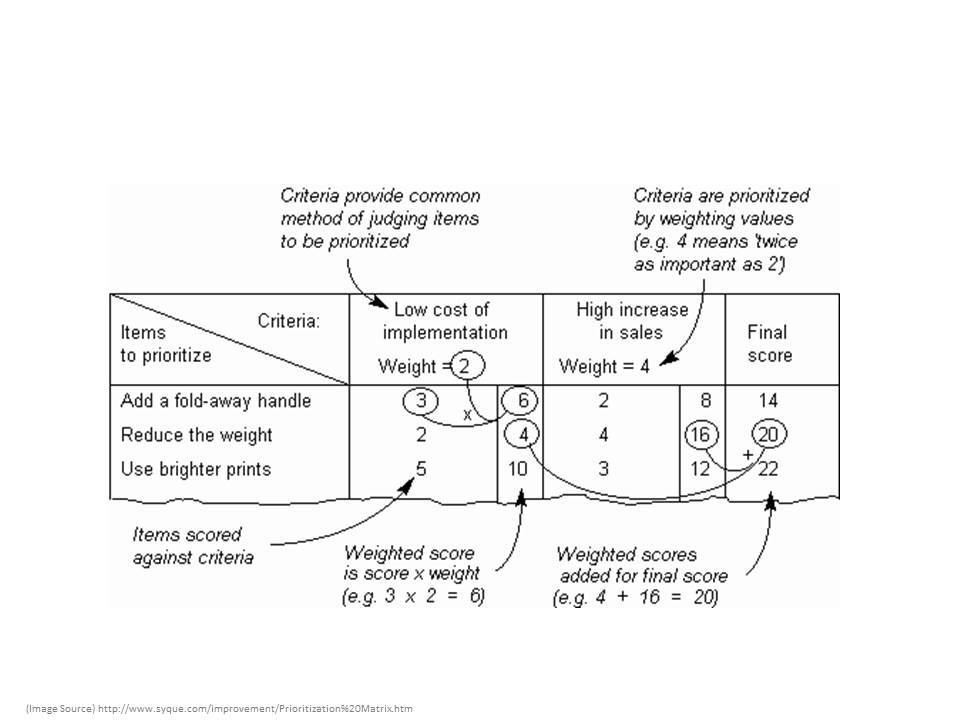 Criteria provide common
method of judging items
to be prioritized
Criteria are prioritized
by weighting values
(e.g. 4 means 'twice
as important as 2')
Items
to prioritize
Criteria:
Low cost of
implementation
Weight = 2
High increase
in sales
Weight = 4
Final
score
Add a fold-away handle 3 x 6 2 8 14
Reduce the weight 2 4 4 16 20
+
Use brighter prints 5 10 3 12 22
Items scored
against criteria
Weighted score
is score x weight
(e.g. 3 x 2 = 6)
Weighted scores
added for final score
(e.g. 4 + 16 = 20)
(Image Source) http://www.syque.com/improvement/Prioritization%20Matrix.htm